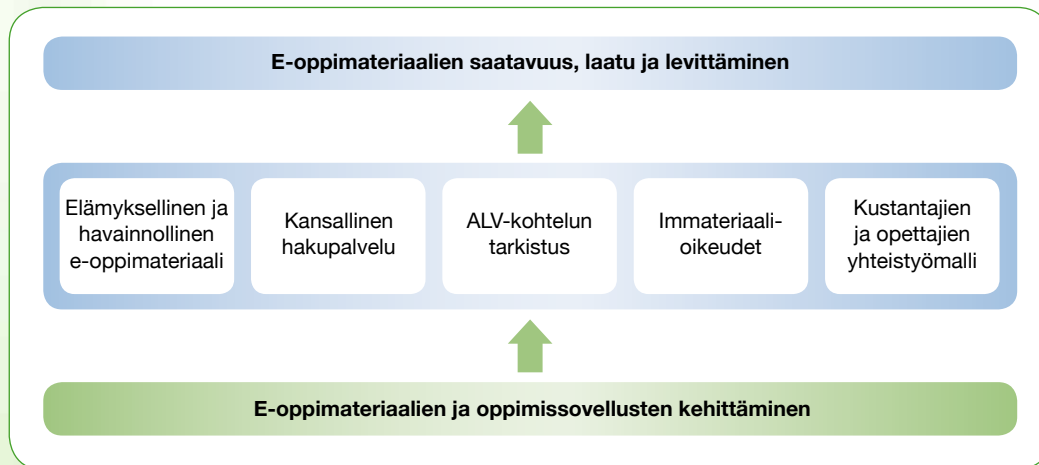 E-oppimateriaalien saatavuus, laatu ja levittäminen
Elämyksellinen ja
havainnollinen
e-oppimateriaali
Kansallinen
hakupalvelu
ALV-kohtelun
tarkistus
Immateriaali-
oikeudet
Kustantajien
ja opettajien
yhteistyömalli
E-oppimateriaalien ja oppimissovellusten kehittäminen